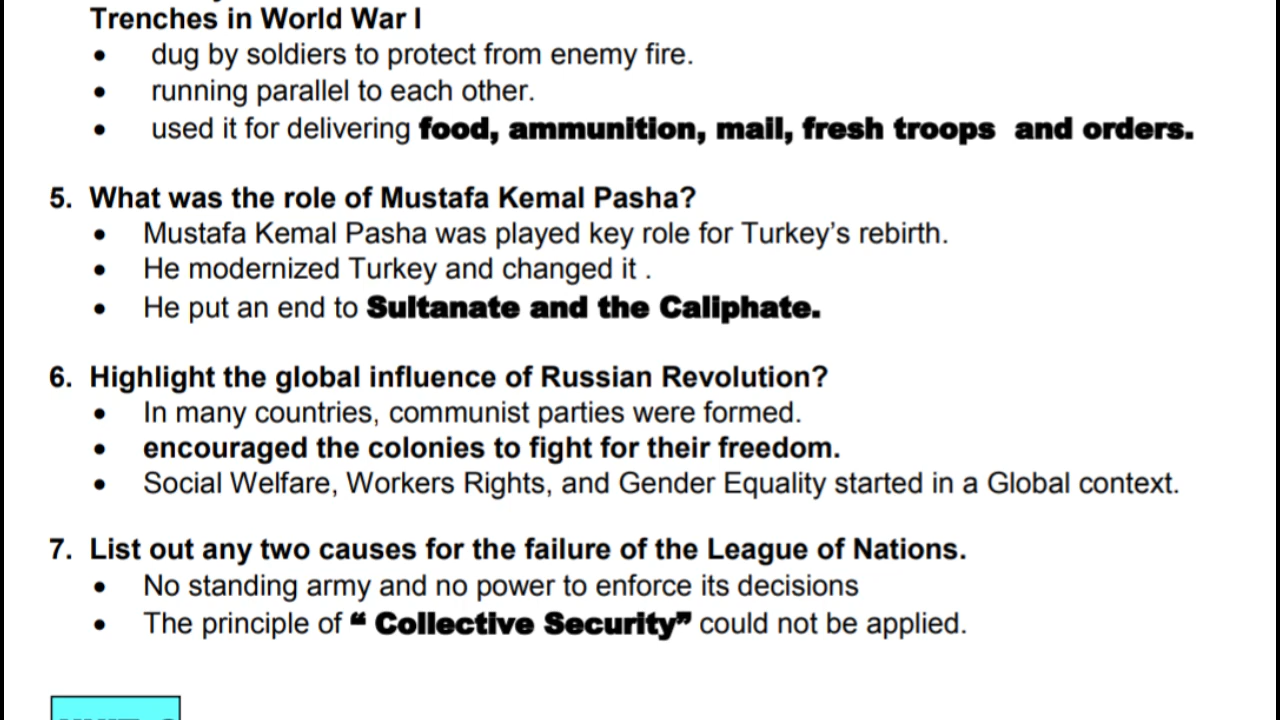 Trenches in World War I
• dug by soldiers to protect from enemy fire.
• running parallel to each other.
• used it for delivering food, ammunition, mail, fresh troops and orders.
5. What was the role of Mustafa Kemal Pasha?
• Mustafa Kemal Pasha was played key role for Turkey’s rebirth.
• He modernized Turkey and changed it .
• He put an end to Sultanate and the Caliphate.
6. Highlight the global influence of Russian Revolution?
• In many countries, communist parties were formed.
• encouraged the colonies to fight for their freedom.
• Social Welfare, Workers Rights, and Gender Equality started in a Global context.
7. List out any two causes for the failure of the League of Nations.
• No standing army and no power to enforce its decisions
• The principle of “ Collective Security” could not be applied.